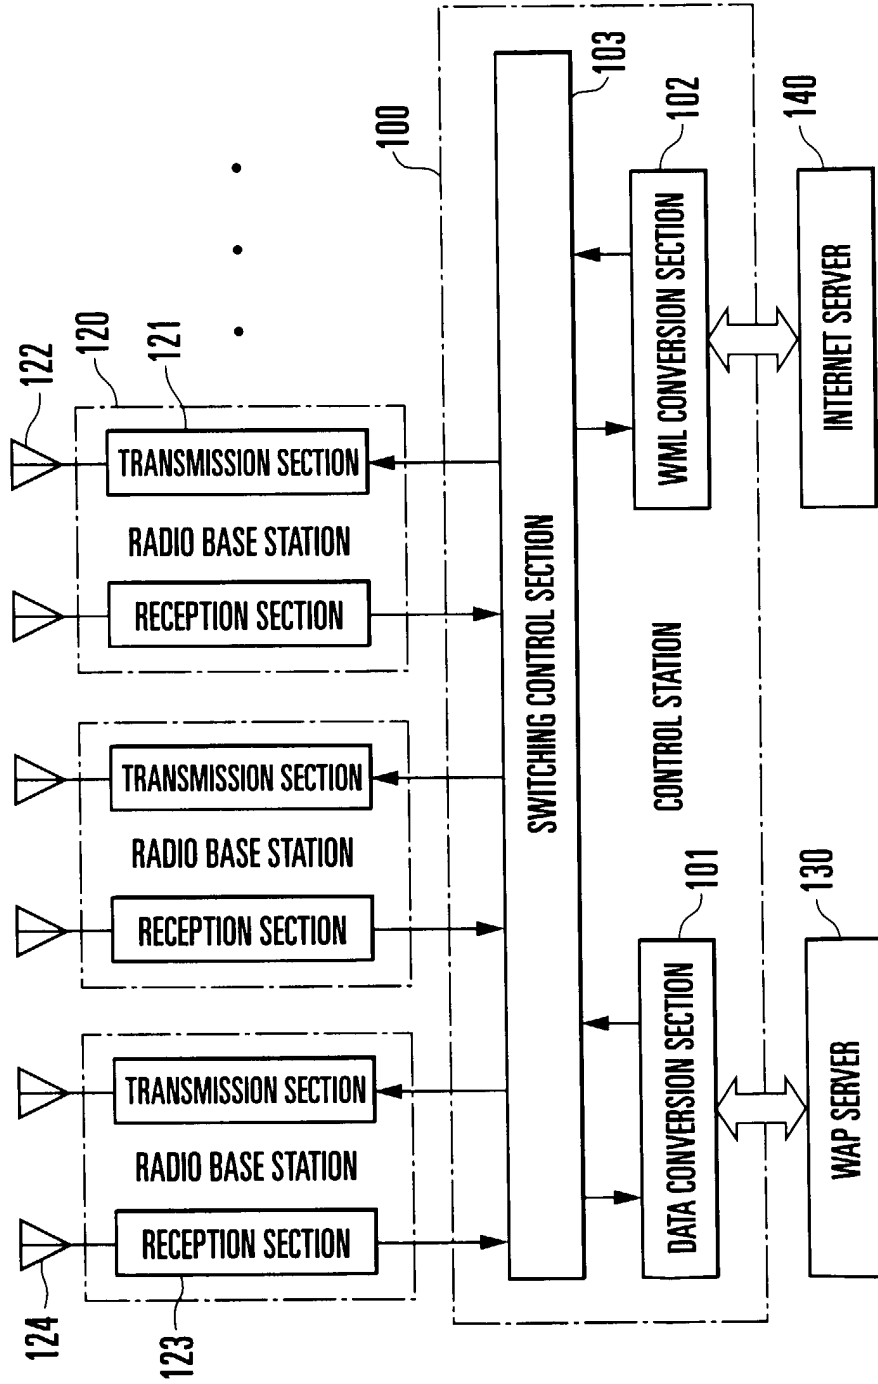 124
122
120
TRANSMISSION SECTION
121
RADIO BASE STATION
RECEPTION SECTION
TRANSMISSION SECTION
RADIO BASE STATION
RECEPTION SECTION
TRANSMISSION SECTION
RADIO BASE STATION
RECEPTION SECTION
123
100
SWITCHING CONTROL SECTION
103
DATA CONVERSION SECTION
101
CONTROL STATION
WML CONVERSION SECTION
102
WAP SERVER
130
INTERNET SERVER
140